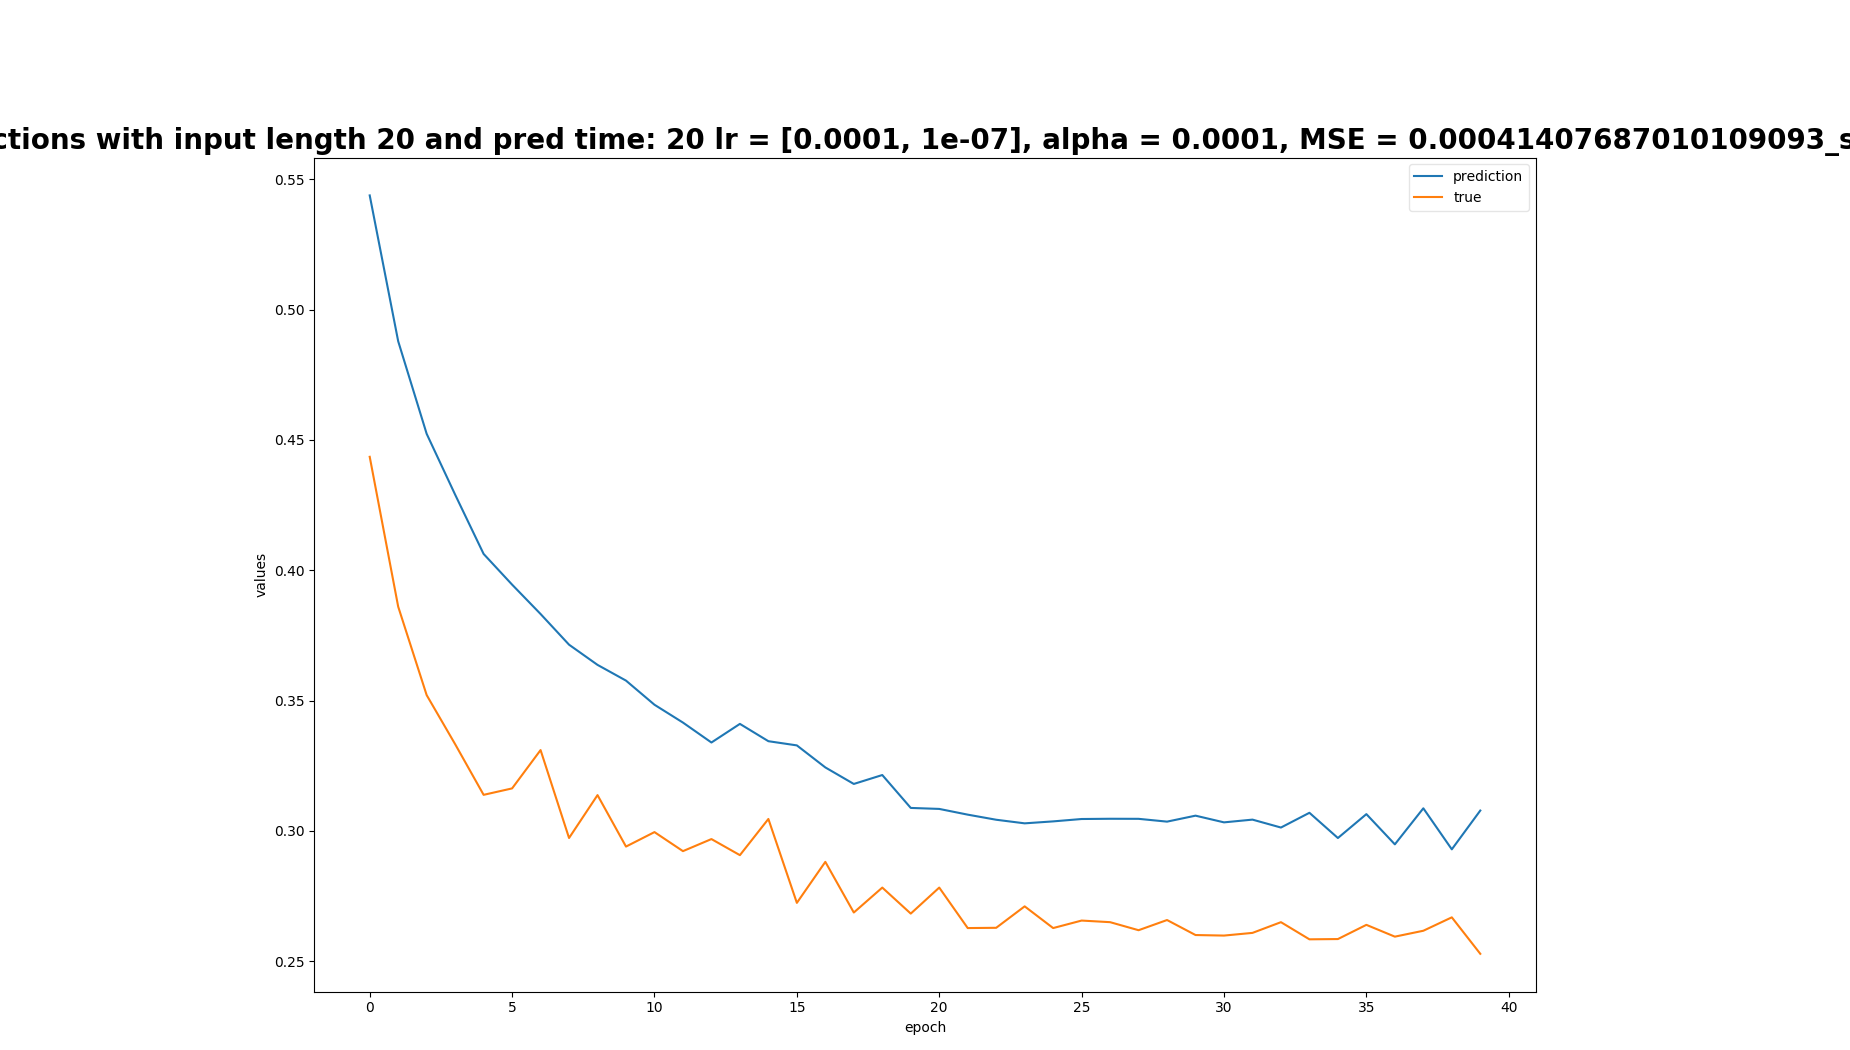 ctions with input length 20 and pred time: 20 lr = [0.0001, 1e-07], alpha = 0.0001, MSE = 0.00041407687010109093_s
prediction
true
0.55
0.50
0.45
0.40
0.35
0.30
0.25
values
0 5 10 15 20 25 30 35 40
epoch